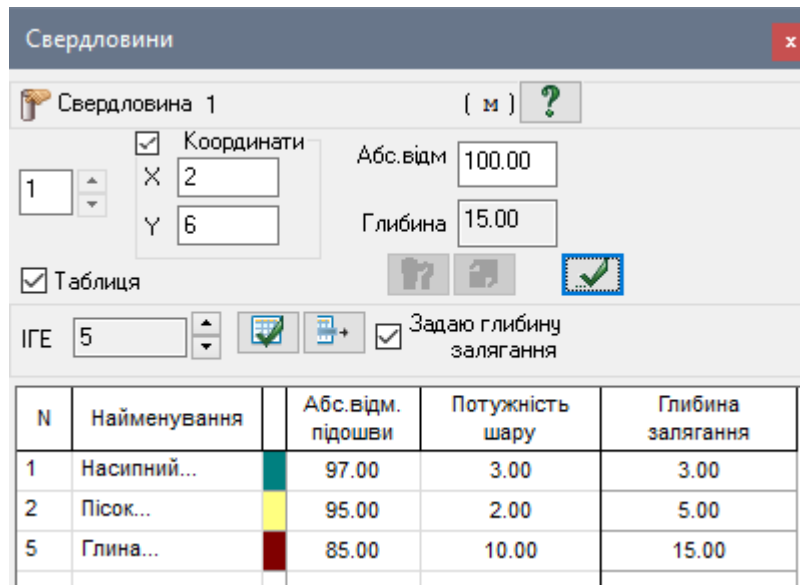 Свердловини
x
Свердловина 1 ( м ) ?
Координати
Абс.відм 100.00
1
X 2
Y 6
Глибина 15.00
Таблиця
ІГЕ 5
Задаю глибину
залягання
N Найменування Абс.відм. підошви Потужність шару Глибина залягання
1 Насипний... 97.00 3.00 3.00
2 Пісок... 95.00 2.00 5.00
5 Глина... 85.00 10.00 15.00